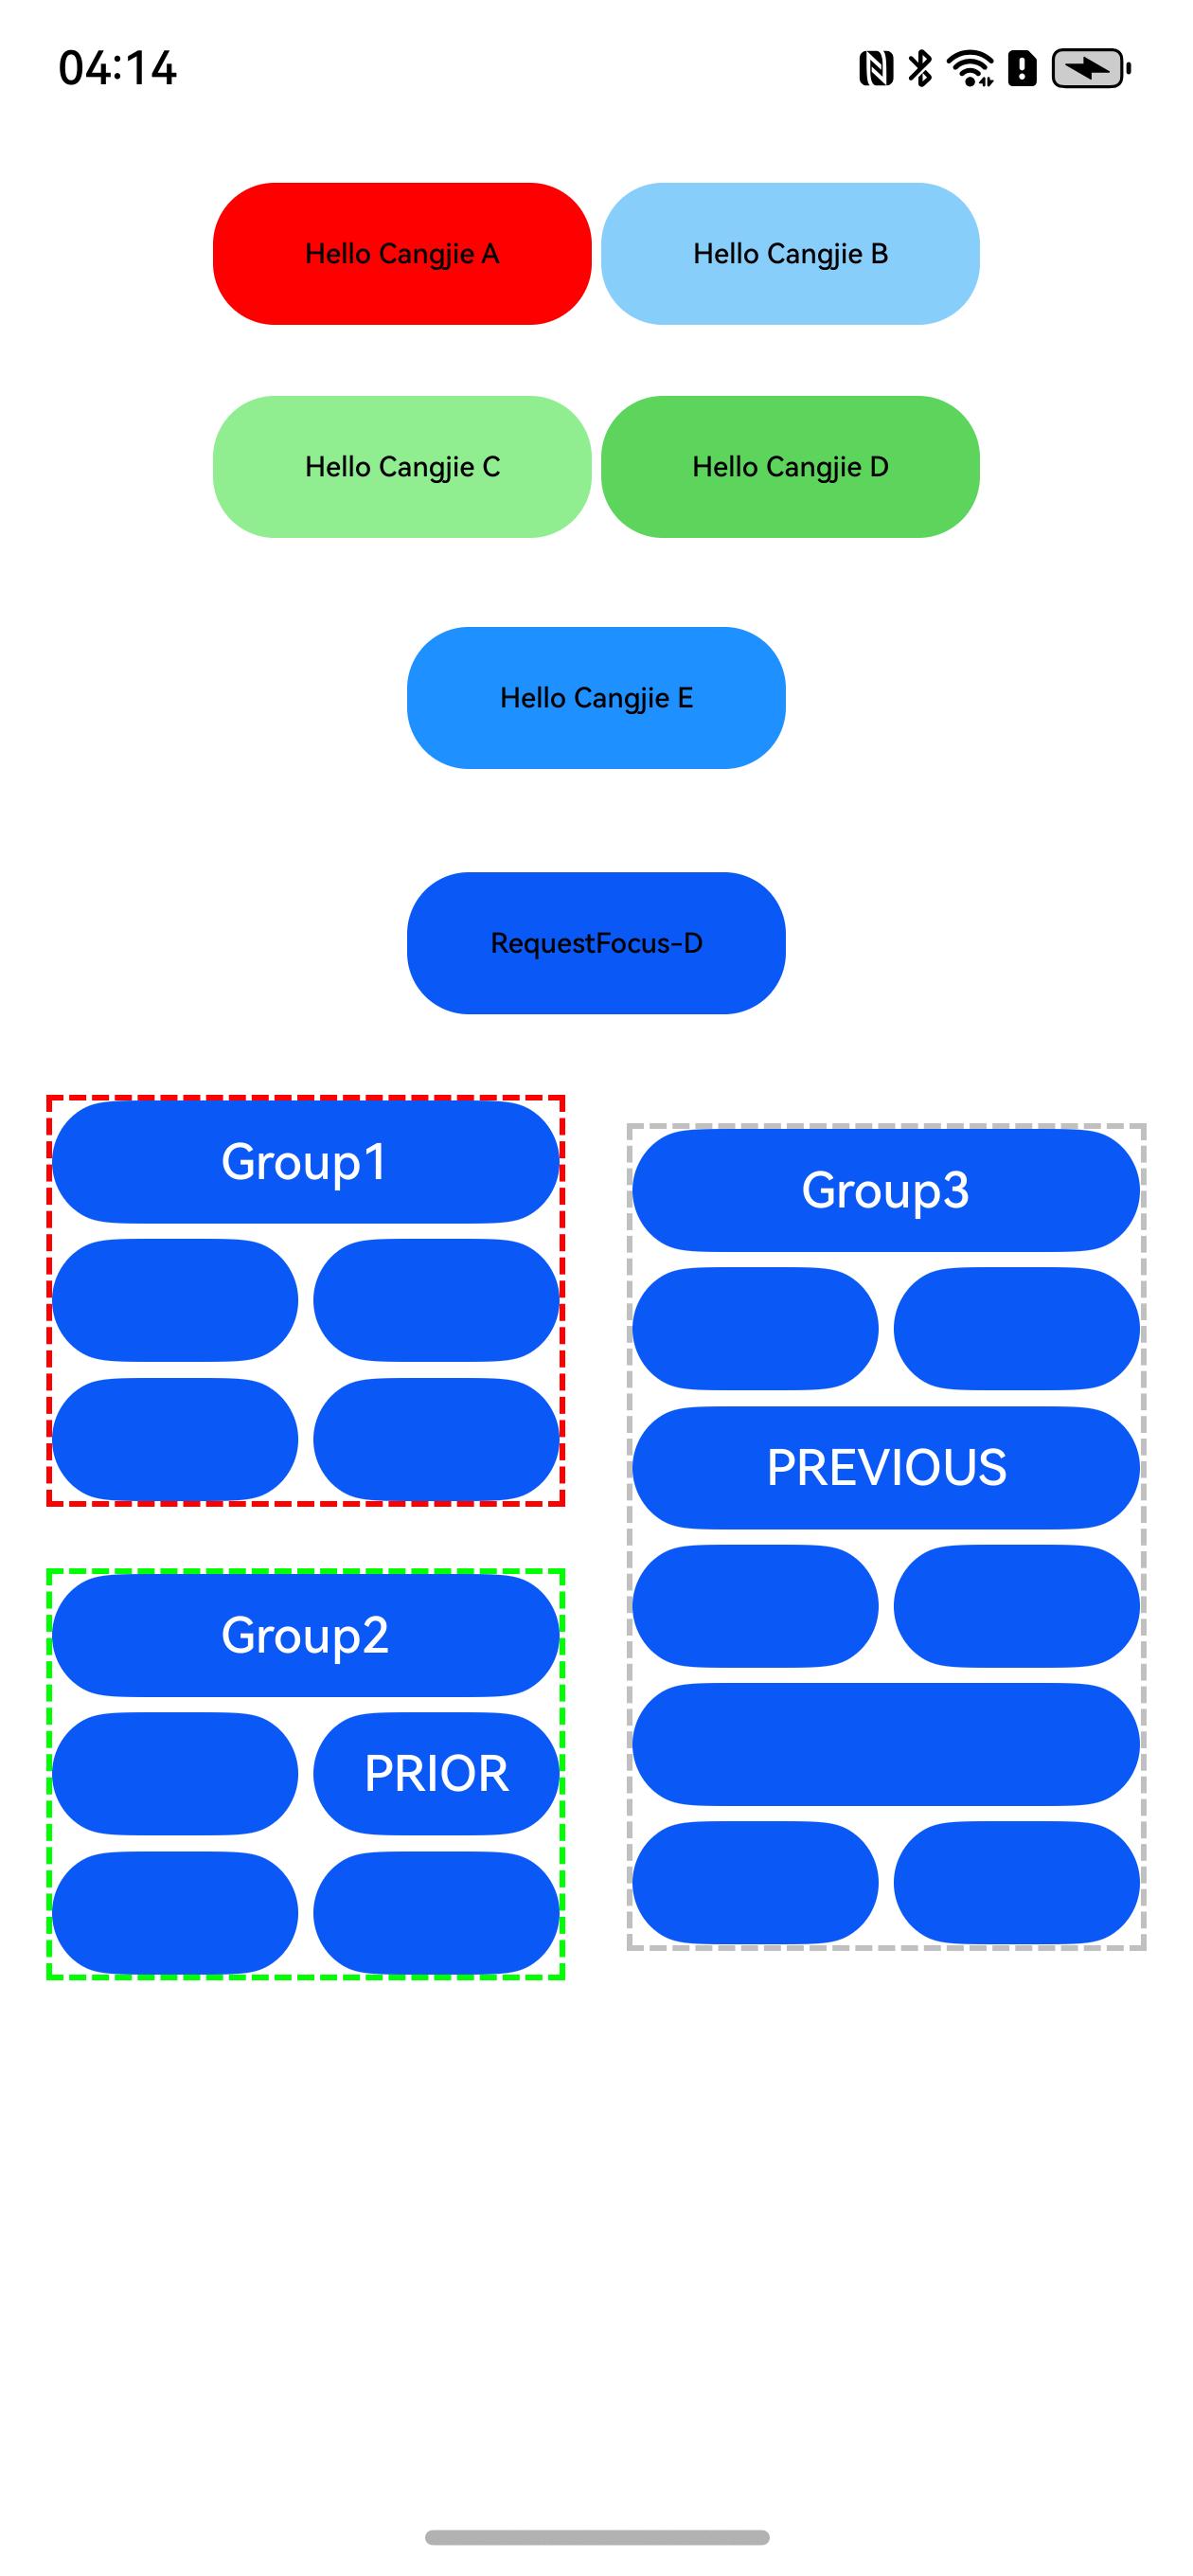 04:14
Hello Cangjie A
Hello Cangjie B
Hello Cangjie C
Hello Cangjie D
Hello Cangjie E
RequestFocus-D
Group1
Group2
PRIOR
Group3
PREVIOUS